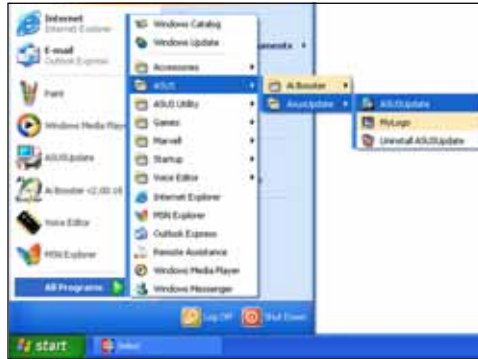 Internet
Internet Explorer
E-mail
Outlook Express
Paint
Windows Media Player
ASUSUpdate
Ai Booster v2.00.16
Voice Editor
MSN Explorer
All Programs
Windows Catalog
Windows Update
Accessories
ASUS
ASUS Utility
Games
Marvell
Startup
Voice Editor
Internet Explorer
MSN Explorer
Outlook Express
Remote Assistance
Windows Media Player
Windows Messenger
Ai Booster
AsusUpdate
ASUSUpdate
MyLogo
Uninstall ASUSUpdate
Log Off
Shut Down
start